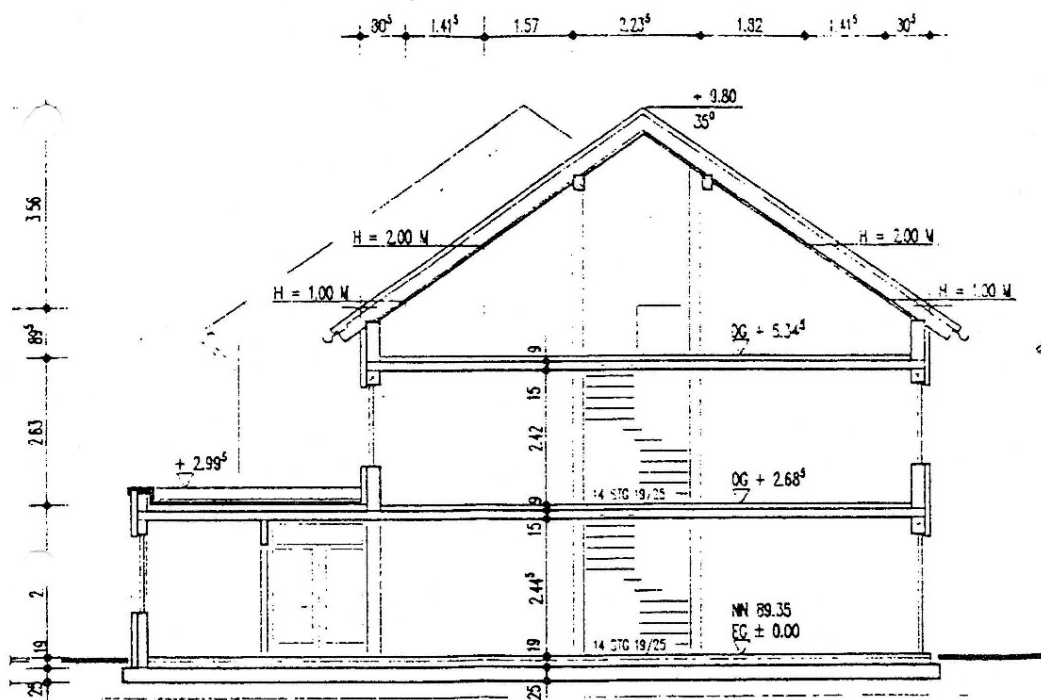 30⁵ 1.41⁵ 1.57 2.23⁵ 1.82 1.41⁵ 30⁵
+ 9.80
35⁰
3.56
H = 2.00 M
H = 2.00 M
H = 1.00 M
H = 1.00 M
89⁵
DG + 5.34⁵
9
15
2.63
2.42
+ 2.99⁵
14 STG 19/25
OG + 2.68⁵
9
15
2
2.44⁵
NN 89.35
EG ± 0.00
14 STG 19/25
19
19
25
25